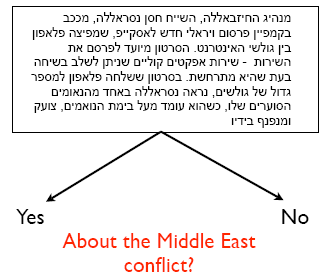 מנהיג החיזבאללה, השייח חסן נסראללה, מככב
בקמפיין פרסום ויראלי חדש לאסקייפ, שמפיצה פלאפון
בין גולשי האינטרנט. הסרטון מיועד לפרסם את
השירות - שירות אפקטים קוליים שניתן לשלב בשיחה
בעת שהיא מתרחשת. בסרטון ששלחה פלאפון למספר
גדול של גולשים, נראה נסראללה באחד מהנאומים
הסוערים שלו, כשהוא עומד מעל בימת הנואמים, צועק
ומנפנף בידיו
Yes
No
About the Middle East
conflict?